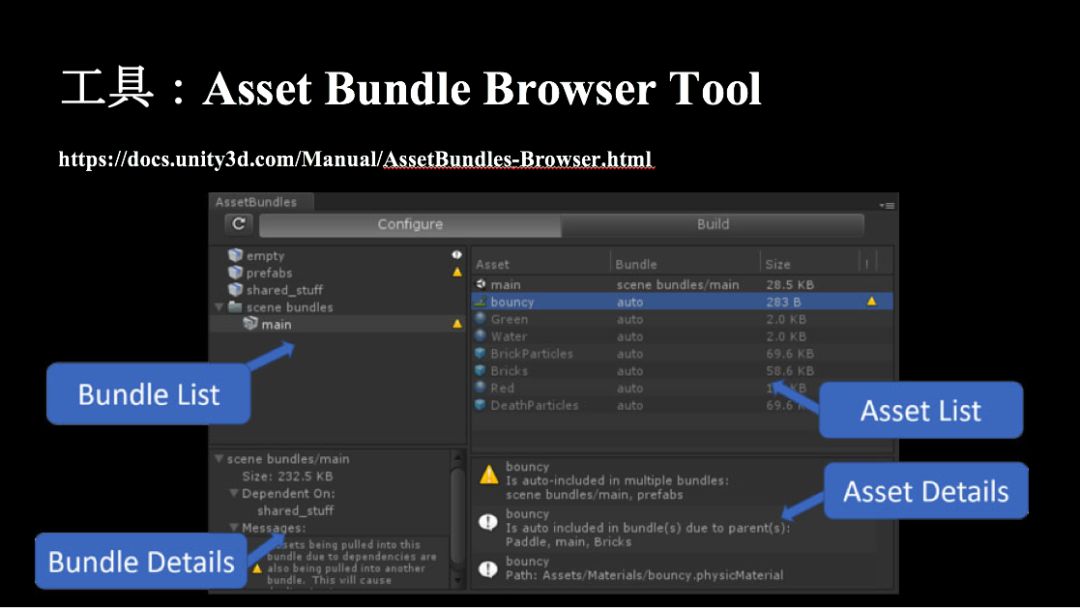 工具：Asset Bundle Browser Tool
https://docs.unity3d.com/Manual/AssetBundles-Browser.html
AssetBundles
Configure Build
empty
prefabs
shared_stuff
scene bundles
main
Bundle List
Asset Bundle Size !
main scene bundles/main 28.5 KB
bouncy auto 283 B
Green auto 2.0 KB
Water auto 2.0 KB
BrickParticles auto 69.6 KB
Bricks auto 58.6 KB
Red auto KB
DeathParticles auto 69.6
Asset List
scene bundles/main
Size: 232.5 KB
Dependent On:
shared_stuff
Messages:
being pulled into this
bundle due to dependencies are
also being pulled into another
bundle. This will cause
Bundle Details
bouncy
Is auto-included in multiple bundles:
scene bundles/main, prefabs
bouncy
Is auto included in bundle(s) due to parent(s):
Paddle, main, Bricks
bouncy
Path: Assets/Materials/bouncy.physicMaterial
Asset Details